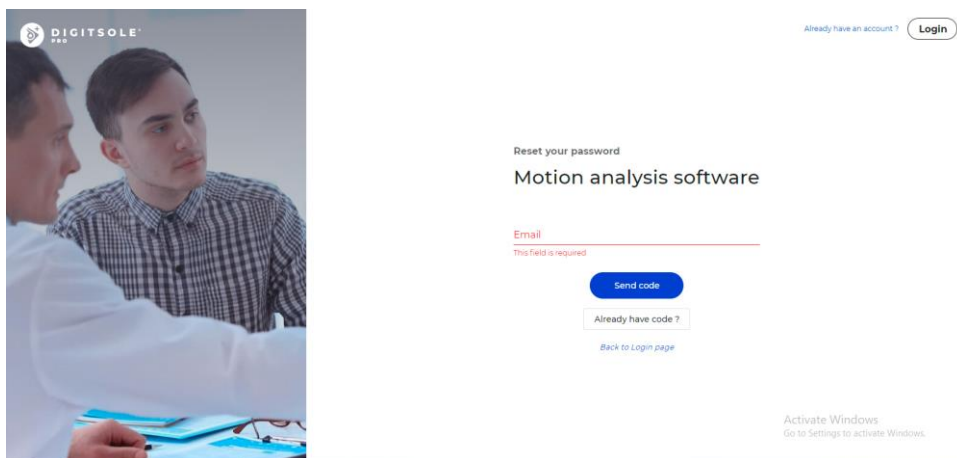 DIGITSOLE
PRO
Already have an account ?
Login
Reset your password
Motion analysis software
Email
This field is required
Send code
Already have code ?
Back to Login page
Activate Windows
Go to Settings to activate Windows.